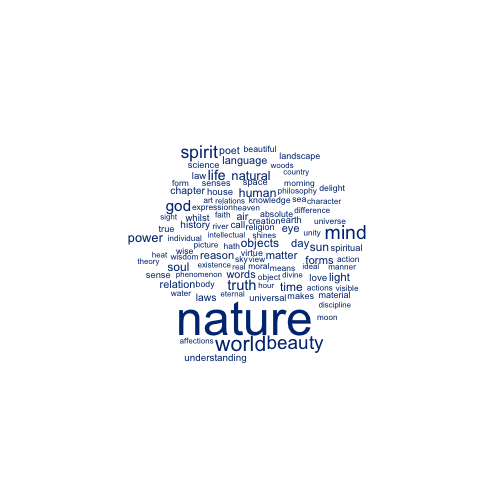 spirit poet beautiful
science language landscape
woods
law life natural country
form senses space morning
chapter house human philosophy delight
art relations knowledge sea character
god expression heaven difference
sight whilst faith air absolute
creation earth universe
true history river call religion eye unity mind
power individual intellectual shines
picture hath objects day sun spiritual
heat wise wisdom reason virtue matter forms action
theory soul existence real sky view moral means ideal manner
sense phenomenon words object divine love light
relation body truth hour time actions visible
water laws eternal universal makes material
discipline
nature moon
affections world beauty
understanding